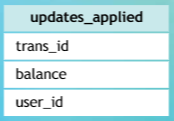 updates_applied
trans_id
balance
user_id